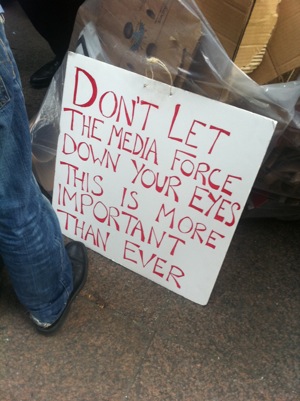 DON'T LET
THE MEDIA FORCE
DOWN YOUR EYES
THIS IS MORE
IMPORTANT
THAN EVER